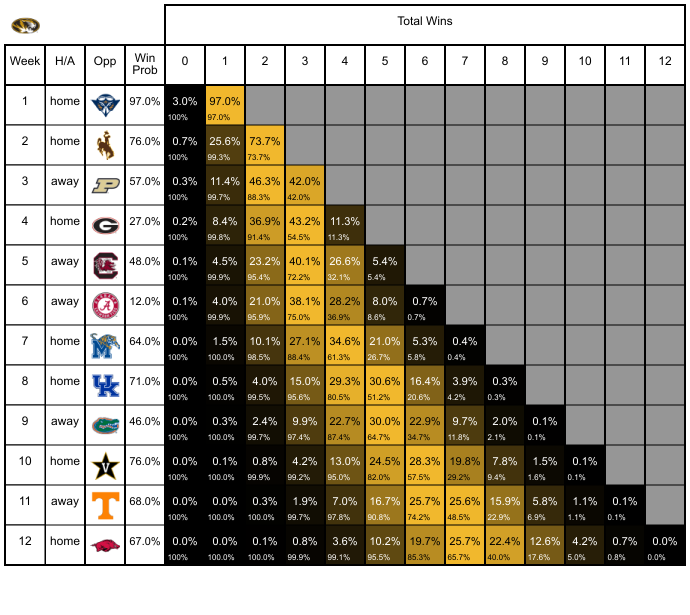 Total Wins
Week H/A Opp Win Prob 0 1 2 3 4 5 6 7 8 9 10 11 12
1 home 97.0% 3.0% 97.0%
100% 97.0%
2 home 76.0% 0.7% 25.6% 73.7%
100% 99.3% 73.7%
3 away P 57.0% 0.3% 11.4% 46.3% 42.0%
100% 99.7% 88.3% 42.0%
4 home G 27.0% 0.2% 8.4% 36.9% 43.2% 11.3%
100% 99.8% 91.4% 54.5% 11.3%
5 away 48.0% 0.1% 4.5% 23.2% 40.1% 26.6% 5.4%
100% 99.9% 95.4% 72.2% 32.1% 5.4%
6 away 12.0% 0.1% 4.0% 21.0% 38.1% 28.2% 8.0% 0.7%
100% 99.9% 95.9% 75.0% 36.9% 8.6% 0.7%
7 home M 64.0% 0.0% 1.5% 10.1% 27.1% 34.6% 21.0% 5.3% 0.4%
100% 100.0% 98.5% 88.4% 61.3% 26.7% 5.8% 0.4%
8 home UK 71.0% 0.0% 0.5% 4.0% 15.0% 29.3% 30.6% 16.4% 3.9% 0.3%
100% 100.0% 99.5% 95.6% 80.5% 51.2% 20.6% 4.2% 0.3%
9 away 46.0% 0.0% 0.3% 2.4% 9.9% 22.7% 30.0% 22.9% 9.7% 2.0% 0.1%
100% 100.0% 99.7% 97.4% 87.4% 64.7% 34.7% 11.8% 2.1% 0.1%
10 home V 76.0% 0.0% 0.1% 0.8% 4.2% 13.0% 24.5% 28.3% 19.8% 7.8% 1.5% 0.1%
100% 100.0% 99.9% 99.2% 95.0% 82.0% 57.5% 29.2% 9.4% 1.6% 0.1%
11 away T 68.0% 0.0% 0.0% 0.3% 1.9% 7.0% 16.7% 25.7% 25.6% 15.9% 5.8% 1.1% 0.1%
100% 100.0% 100.0% 99.7% 97.8% 90.8% 74.2% 48.5% 22.9% 6.9% 1.1% 0.1%
12 home 67.0% 0.0% 0.0% 0.1% 0.8% 3.6% 10.2% 19.7% 25.7% 22.4% 12.6% 4.2% 0.7% 0.0%
100% 100.0% 100.0% 99.9% 99.1% 95.5% 85.3% 65.7% 40.0% 17.6% 5.0% 0.8% 0.0%